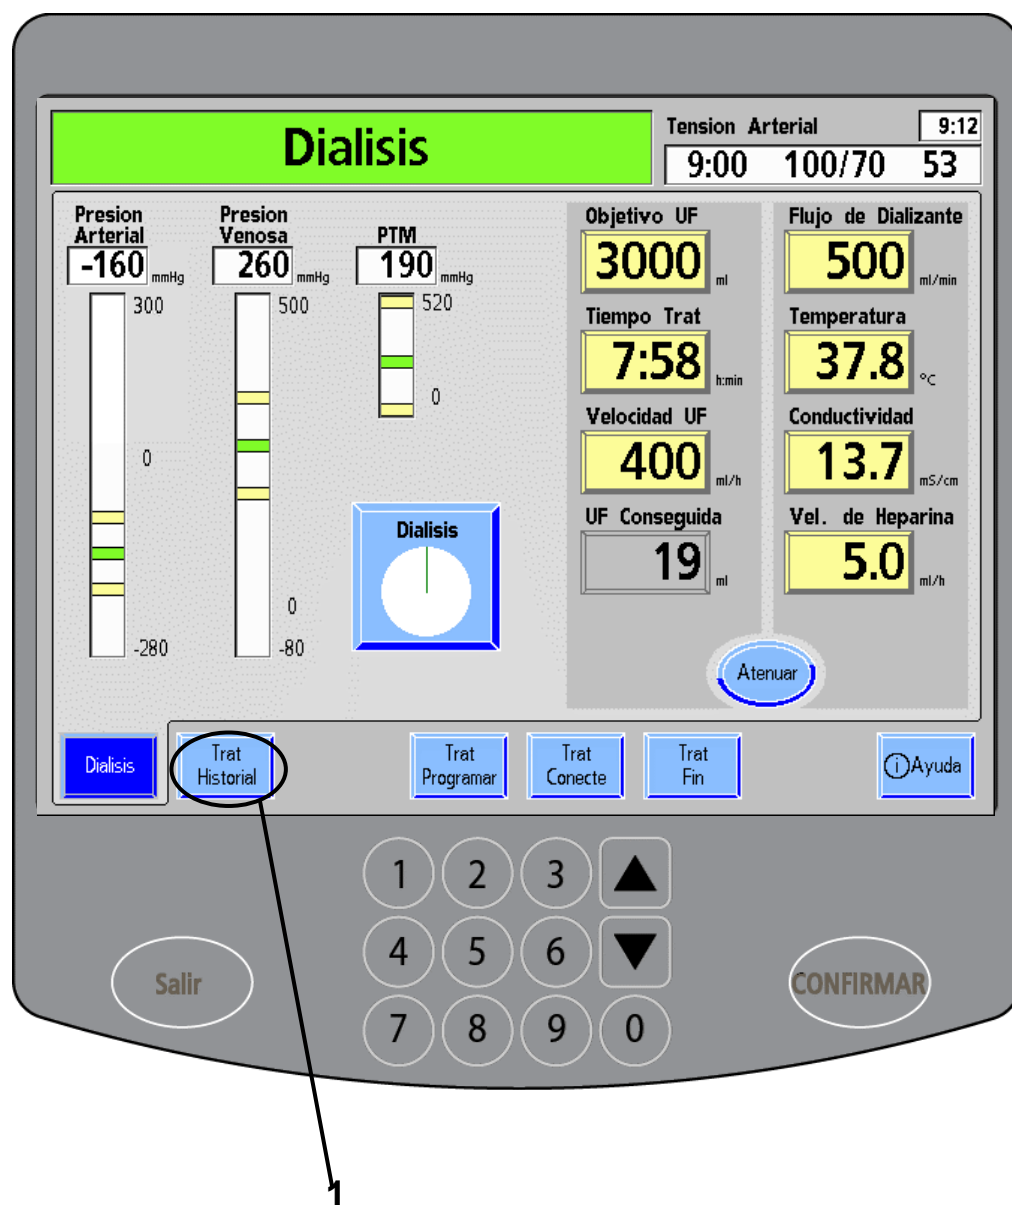 Dialisis
Tension Arterial 9:12
9:00 100/70 53
Presion Arterial
-160 mmHg
300
0
-280
Presion Venosa
260 mmHg
500
0
-80
PTM
190 mmHg
520
0
Dialisis
Objetivo UF
3000 ml
Tiempo Trat
7:58 h:min
Velocidad UF
400 ml/h
UF Conseguida
19 ml
Flujo de Dializante
500 ml/min
Temperatura
37.8 °C
Conductividad
13.7 mS/cm
Vel. de Heparina
5.0 ml/h
Atenuar
Dialisis
Trat
Historial
Trat
Programar
Trat
Conecte
Trat
Fin
i Ayuda
1 2 3
4 5 6
7 8 9 0
Salir
CONFIRMAR
1